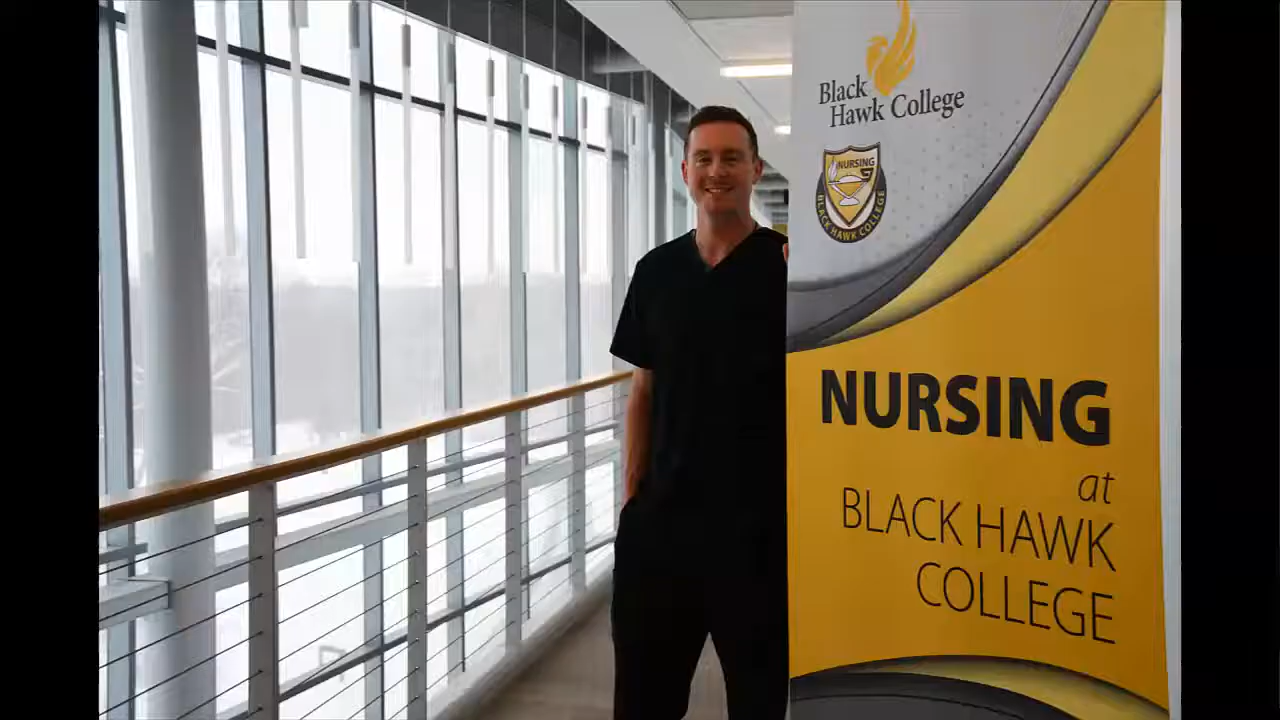 Black
Hawk College
NURSING
BLACK HAWK COLLEGE
NURSING
at
BLACK HAWK
COLLEGE